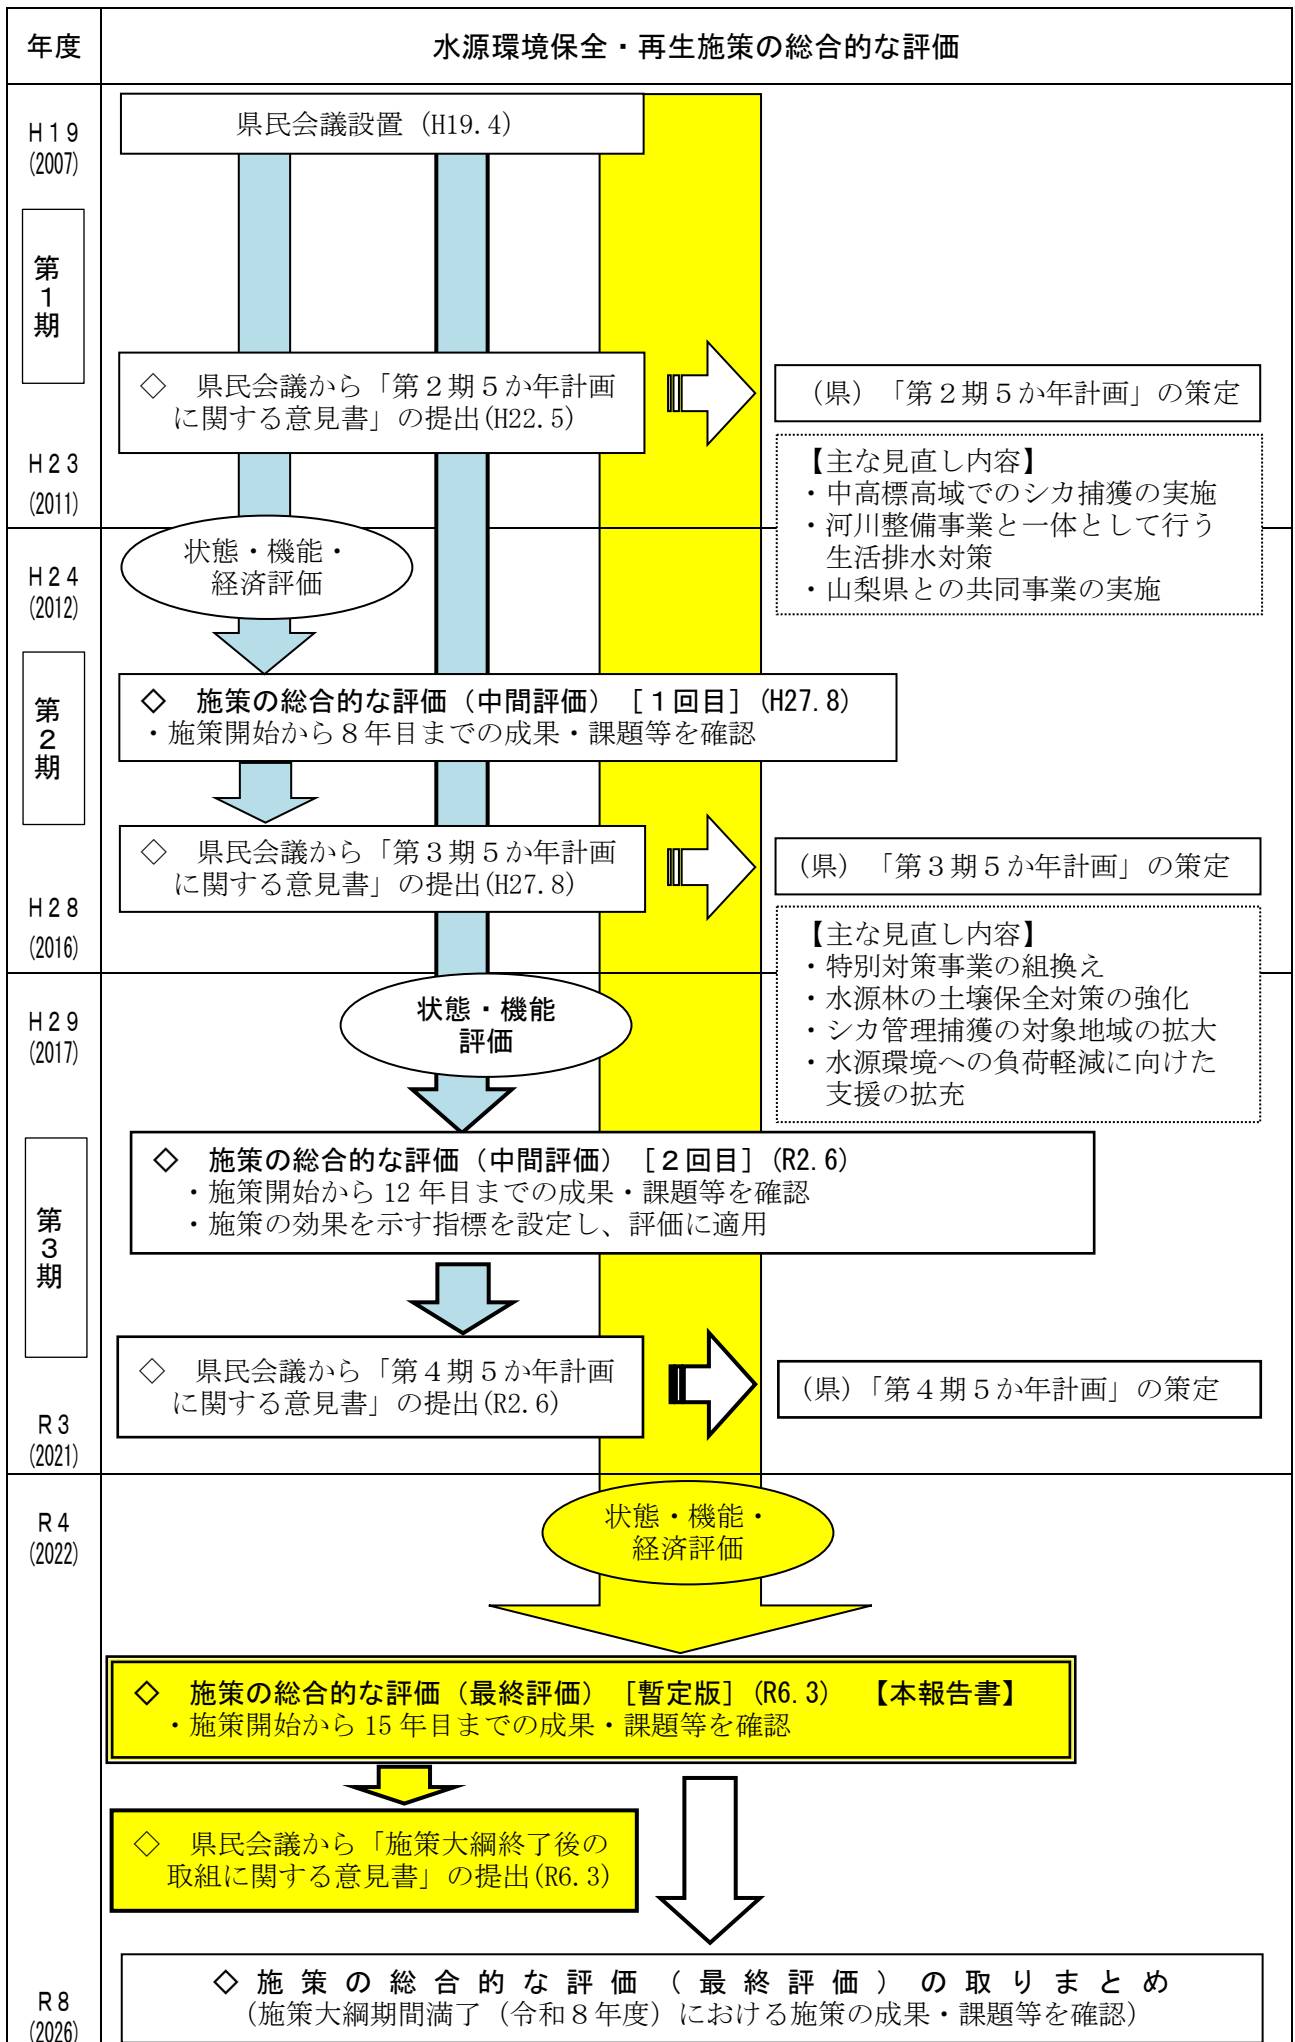 年度
水源環境保全・再生施策の総合的な評価
H19
(2007)
県民会議設置（H19.4）
第
1
期
◇　県民会議から「第２期５か年計画
に関する意見書」の提出(H22.5)
（県）「第２期５か年計画」の策定
H23
(2011)
【主な見直し内容】
・中高標高域でのシカ捕獲の実施
・河川整備事業と一体として行う
生活排水対策
・山梨県との共同事業の実施
状態・機能・
経済評価
H24
(2012)
第
2
期
◇　施策の総合的な評価（中間評価）［１回目］(H27.8)
・施策開始から８年目までの成果・課題等を確認
◇　県民会議から「第３期５か年計画
に関する意見書」の提出(H27.8)
（県）「第３期５か年計画」の策定
H28
(2016)
【主な見直し内容】
・特別対策事業の組換え
・水源林の土壌保全対策の強化
・シカ管理捕獲の対象地域の拡大
・水源環境への負荷軽減に向けた
支援の拡充
状態・機能
評価
H29
(2017)
◇　施策の総合的な評価（中間評価）［２回目］(R2.6)
・施策開始から 12 年目までの成果・課題等を確認
・施策の効果を示す指標を設定し、評価に適用
第
3
期
◇　県民会議から「第４期５か年計画
に関する意見書」の提出(R2.6)
（県）「第４期５か年計画」の策定
R3
(2021)
R4
(2022)
状態・機能・
経済評価
◇　施策の総合的な評価（最終評価）［暫定版］(R6.3)　【本報告書】
・施策開始から 15 年目までの成果・課題等を確認
◇　県民会議から「施策大綱終了後の
取組に関する意見書」の提出(R6.3)
R8
(2026)
◇施策の総合的な評価（最終評価）の取りまとめ
（施策大綱期間満了（令和８年度）における施策の成果・課題等を確認）